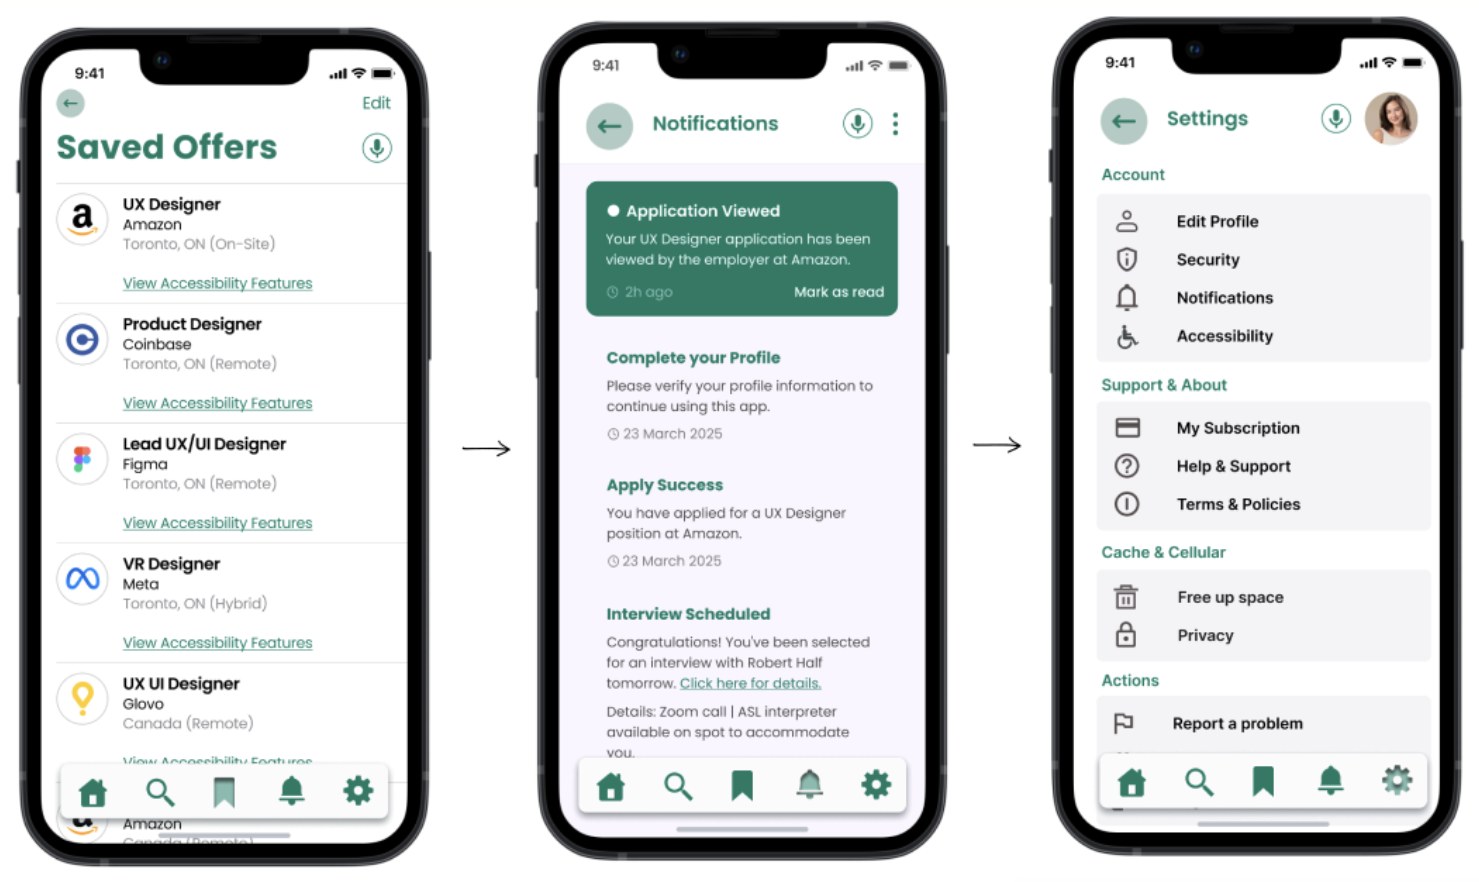 9:41
Edit
Saved Offers
UX Designer
Amazon
Toronto, ON (On-Site)
View Accessibility Features
Product Designer
Coinbase
Toronto, ON (Remote)
View Accessibility Features
Lead UX/UI Designer
Figma
Toronto, ON (Remote)
View Accessibility Features
VR Designer
Meta
Toronto, ON (Hybrid)
View Accessibility Features
UX UI Designer
Glovo
Canada (Remote)
View Accessibility Features
Amazon
Canada (Remote)
9:41
Notifications
Application Viewed
Your UX Designer application has been
viewed by the employer at Amazon.
2h ago
Mark as read
Complete your Profile
Please verify your profile information to
continue using this app.
23 March 2025
Apply Success
You have applied for a UX Designer
position at Amazon.
23 March 2025
Interview Scheduled
Congratulations! You've been selected
for an interview with Robert Half
tomorrow. Click here for details.
Details: Zoom call | ASL interpreter
available on spot to accommodate
you.
9:41
Settings
Account
Edit Profile
Security
Notifications
Accessibility
Support & About
My Subscription
Help & Support
Terms & Policies
Cache & Cellular
Free up space
Privacy
Actions
Report a problem